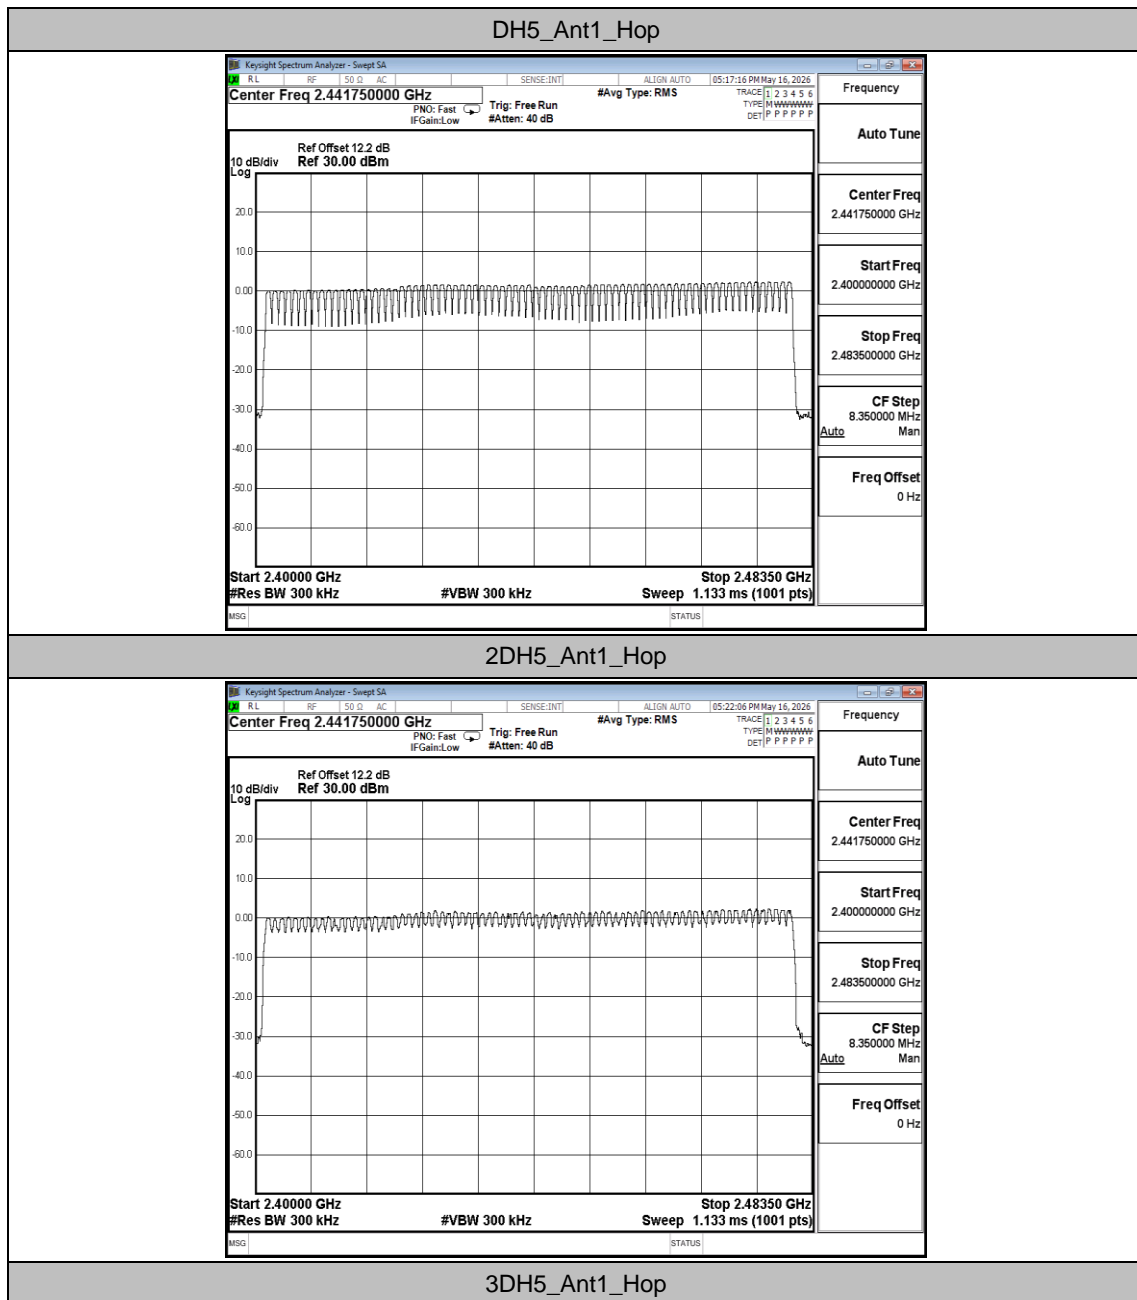 DH5_Ant1_Hop
Keysight Spectrum Analyzer - Swept SA
RL RF 50 Ω AC SENSE:INT ALIGN AUTO 05:17:16 PM May 16, 2026
Center Freq 2.441750000 GHz #Avg Type: RMS TRACE 1 2 3 4 5 6
PNO: Fast Trig: Free Run TYPE M WWWWW
IFGain:Low #Atten: 40 dB DET P P P P P P
Frequency
Auto Tune
Ref Offset 12.2 dB
10 dB/div Ref 30.00 dBm
Log
20.0
10.0
0.00
-10.0
-20.0
-30.0
-40.0
-50.0
-60.0
Center Freq
2.441750000 GHz
Start Freq
2.400000000 GHz
Stop Freq
2.483500000 GHz
CF Step
8.350000 MHz
Auto Man
Freq Offset
0 Hz
Start 2.40000 GHz Stop 2.48350 GHz
#Res BW 300 kHz #VBW 300 kHz Sweep 1.133 ms (1001 pts)
MSG STATUS
2DH5_Ant1_Hop
Keysight Spectrum Analyzer - Swept SA
RL RF 50 Ω AC SENSE:INT ALIGN AUTO 05:22:06 PM May 16, 2026
Center Freq 2.441750000 GHz #Avg Type: RMS TRACE 1 2 3 4 5 6
PNO: Fast Trig: Free Run TYPE M WWWWW
IFGain:Low #Atten: 40 dB DET P P P P P P
Frequency
Auto Tune
Ref Offset 12.2 dB
10 dB/div Ref 30.00 dBm
Log
20.0
10.0
0.00
-10.0
-20.0
-30.0
-40.0
-50.0
-60.0
Center Freq
2.441750000 GHz
Start Freq
2.400000000 GHz
Stop Freq
2.483500000 GHz
CF Step
8.350000 MHz
Auto Man
Freq Offset
0 Hz
Start 2.40000 GHz Stop 2.48350 GHz
#Res BW 300 kHz #VBW 300 kHz Sweep 1.133 ms (1001 pts)
MSG STATUS
3DH5_Ant1_Hop